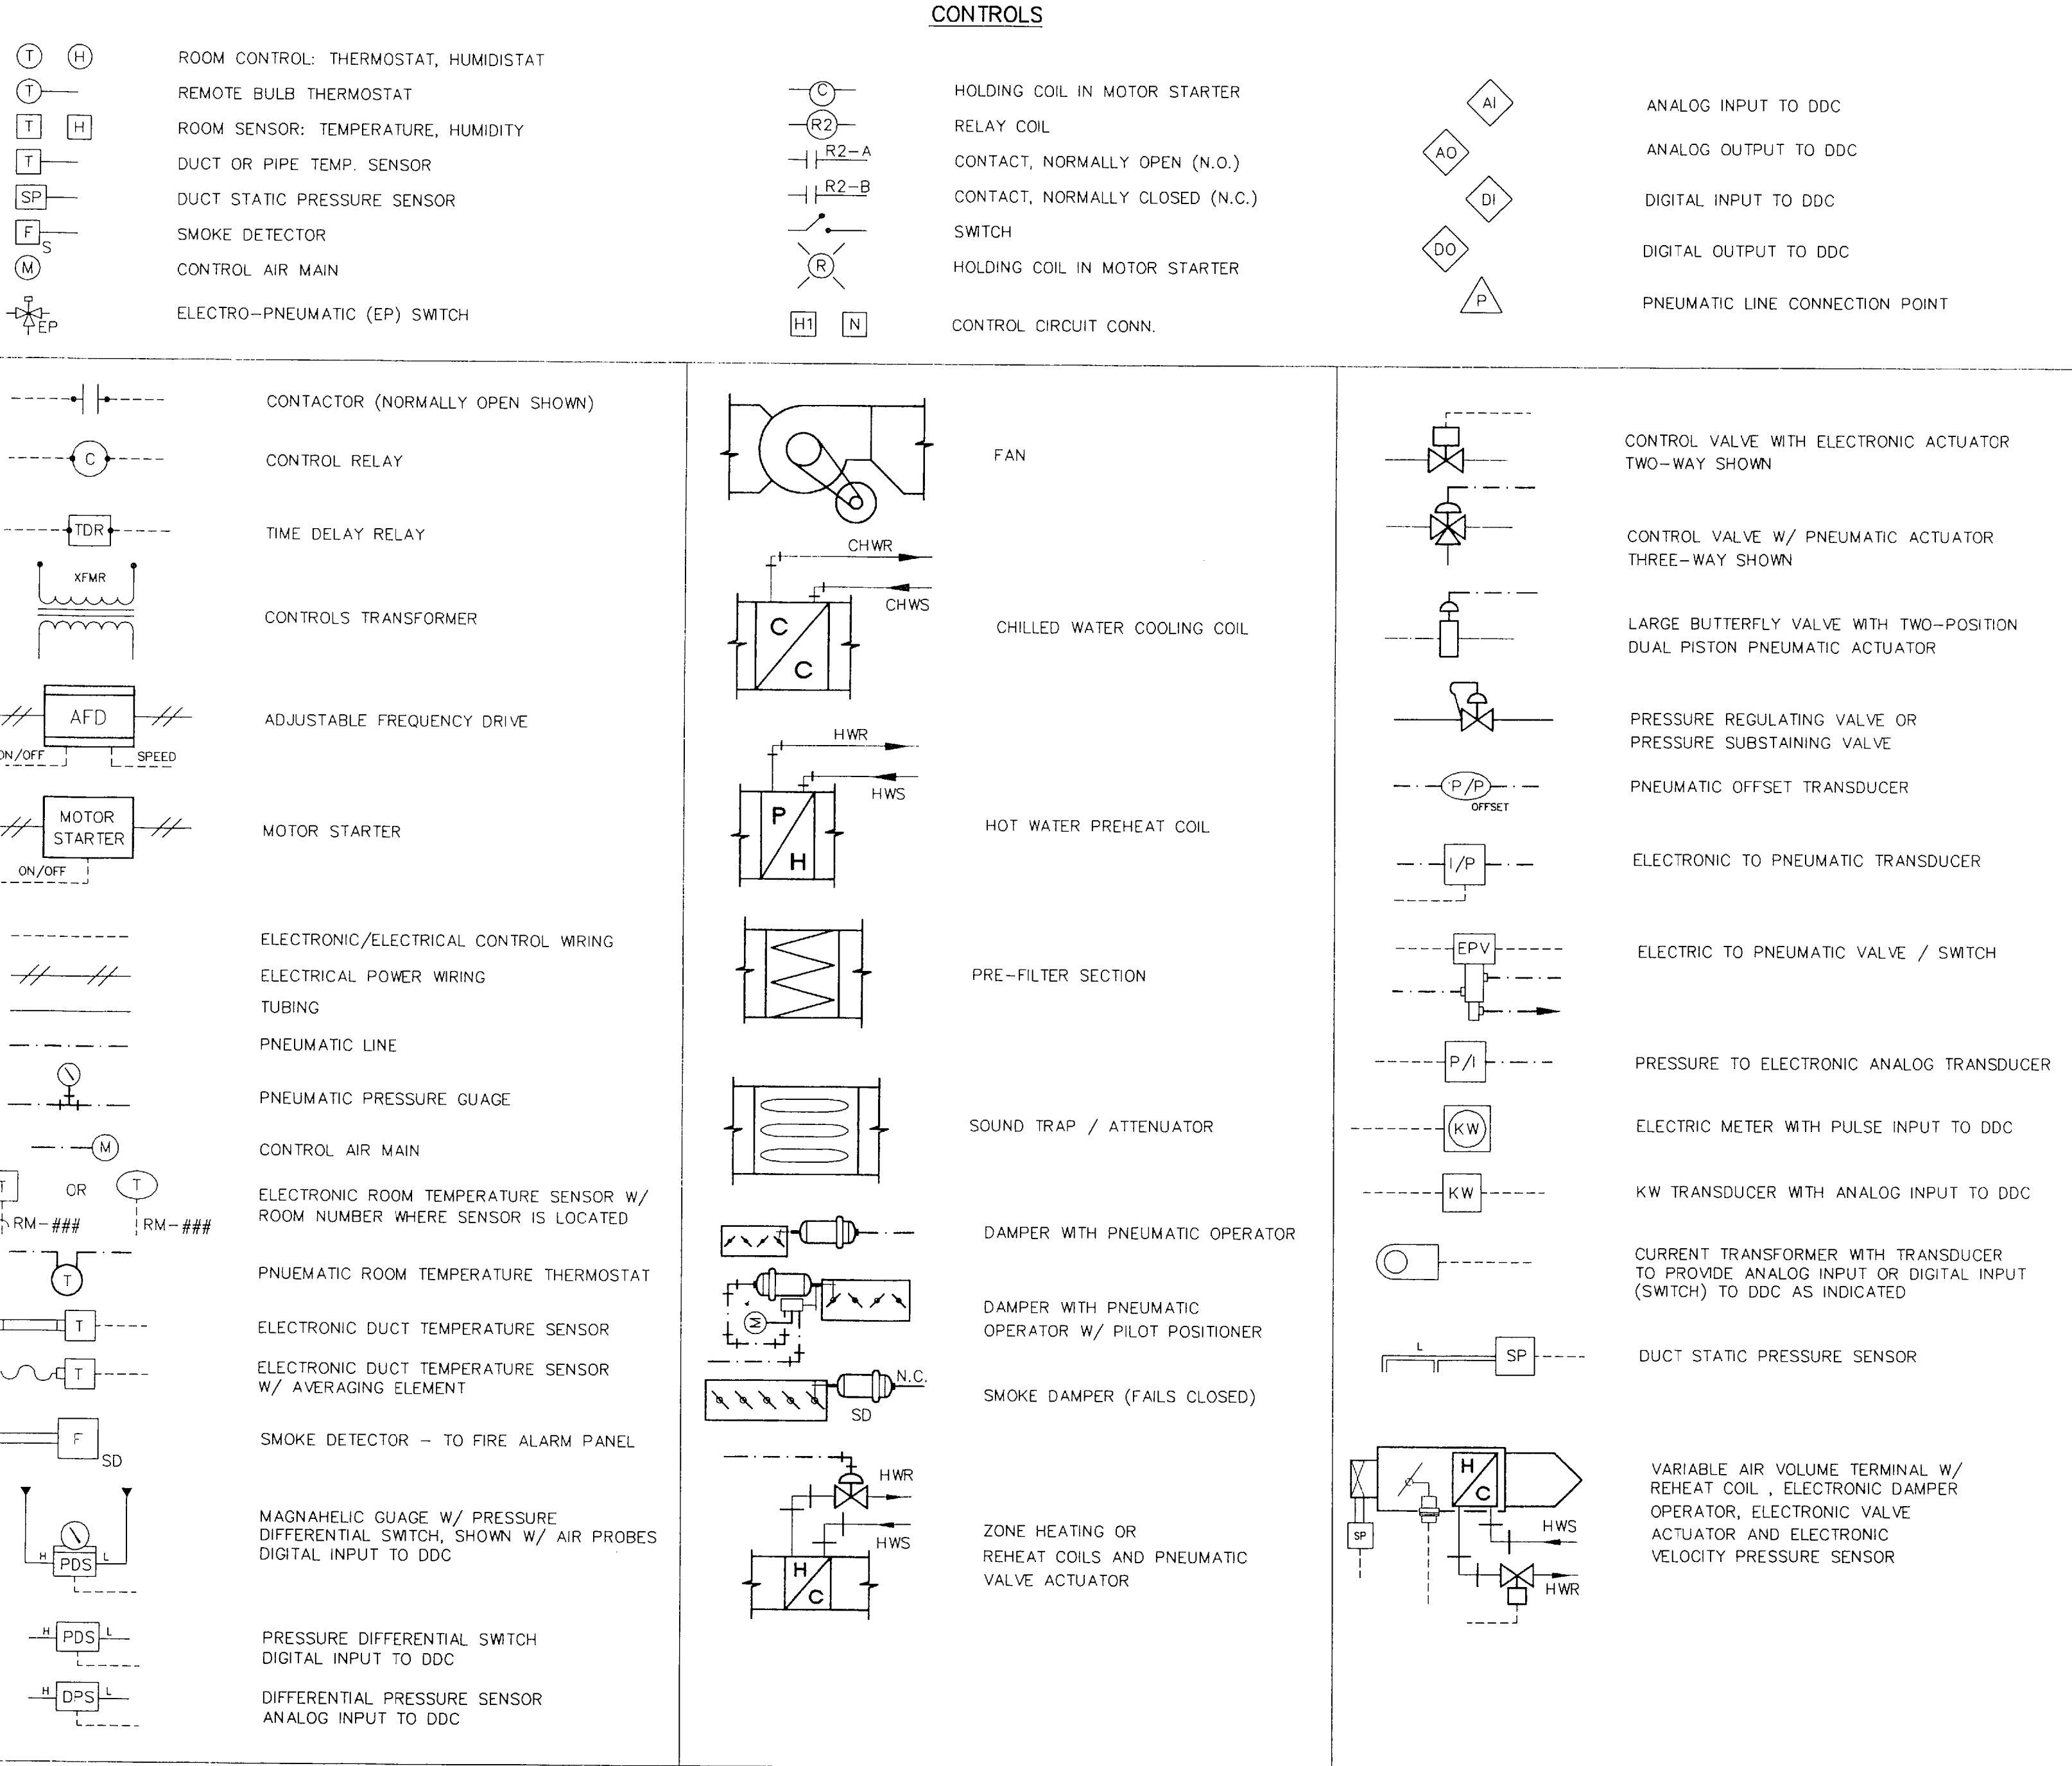 CONTROLS
T H ROOM CONTROL: THERMOSTAT, HUMIDISTAT
T REMOTE BULB THERMOSTAT
T H ROOM SENSOR: TEMPERATURE, HUMIDITY
T DUCT OR PIPE TEMP. SENSOR
SP DUCT STATIC PRESSURE SENSOR
F S SMOKE DETECTOR
M CONTROL AIR MAIN
EP ELECTRO-PNEUMATIC (EP) SWITCH
C HOLDING COIL IN MOTOR STARTER
R2 RELAY COIL
R2-A CONTACT, NORMALLY OPEN (N.O.)
R2-B CONTACT, NORMALLY CLOSED (N.C.)
SWITCH
R HOLDING COIL IN MOTOR STARTER
H1 N CONTROL CIRCUIT CONN.
AI ANALOG INPUT TO DDC
AO ANALOG OUTPUT TO DDC
DI DIGITAL INPUT TO DDC
DO DIGITAL OUTPUT TO DDC
P PNEUMATIC LINE CONNECTION POINT
CONTACTOR (NORMALLY OPEN SHOWN)
C CONTROL RELAY
TDR TIME DELAY RELAY
XFMR
CONTROLS TRANSFORMER
AFD ADJUSTABLE FREQUENCY DRIVE
ON/OFF SPEED
MOTOR
STARTER
MOTOR STARTER
ON/OFF
ELECTRONIC/ELECTRICAL CONTROL WIRING
ELECTRICAL POWER WIRING
TUBING
PNEUMATIC LINE
PNEUMATIC PRESSURE GUAGE
M CONTROL AIR MAIN
T OR T
RM-### RM-###
ELECTRONIC ROOM TEMPERATURE SENSOR W/
ROOM NUMBER WHERE SENSOR IS LOCATED
T PNUEMATIC ROOM TEMPERATURE THERMOSTAT
T ELECTRONIC DUCT TEMPERATURE SENSOR
T ELECTRONIC DUCT TEMPERATURE SENSOR
W/ AVERAGING ELEMENT
F SD SMOKE DETECTOR - TO FIRE ALARM PANEL
H PDS L
MAGNAHELIC GUAGE W/ PRESSURE
DIFFERENTIAL SWITCH, SHOWN W/ AIR PROBES
DIGITAL INPUT TO DDC
H PDS L PRESSURE DIFFERENTIAL SWITCH
DIGITAL INPUT TO DDC
H DPS L DIFFERENTIAL PRESSURE SENSOR
ANALOG INPUT TO DDC
FAN
CHWR
CHWS
C C CHILLED WATER COOLING COIL
HWR
HWS
P H HOT WATER PREHEAT COIL
PRE-FILTER SECTION
SOUND TRAP / ATTENUATOR
DAMPER WITH PNEUMATIC OPERATOR
M
DAMPER WITH PNEUMATIC
OPERATOR W/ PILOT POSITIONER
N.C.
SD
SMOKE DAMPER (FAILS CLOSED)
HWR
HWS
H C
ZONE HEATING OR
REHEAT COILS AND PNEUMATIC
VALVE ACTUATOR
CONTROL VALVE WITH ELECTRONIC ACTUATOR
TWO-WAY SHOWN
CONTROL VALVE W/ PNEUMATIC ACTUATOR
THREE-WAY SHOWN
LARGE BUTTERFLY VALVE WITH TWO-POSITION
DUAL PISTON PNEUMATIC ACTUATOR
PRESSURE REGULATING VALVE OR
PRESSURE SUBSTAINING VALVE
P/P PNEUMATIC OFFSET TRANSDUCER
OFFSET
I/P ELECTRONIC TO PNEUMATIC TRANSDUCER
EPV ELECTRIC TO PNEUMATIC VALVE / SWITCH
P/I PRESSURE TO ELECTRONIC ANALOG TRANSDUCER
KW ELECTRIC METER WITH PULSE INPUT TO DDC
KW KW TRANSDUCER WITH ANALOG INPUT TO DDC
CURRENT TRANSFORMER WITH TRANSDUCER
TO PROVIDE ANALOG INPUT OR DIGITAL INPUT
(SWITCH) TO DDC AS INDICATED
L SP DUCT STATIC PRESSURE SENSOR
H C
SP
HWS
HWR
VARIABLE AIR VOLUME TERMINAL W/
REHEAT COIL , ELECTRONIC DAMPER
OPERATOR, ELECTRONIC VALVE
ACTUATOR AND ELECTRONIC
VELOCITY PRESSURE SENSOR